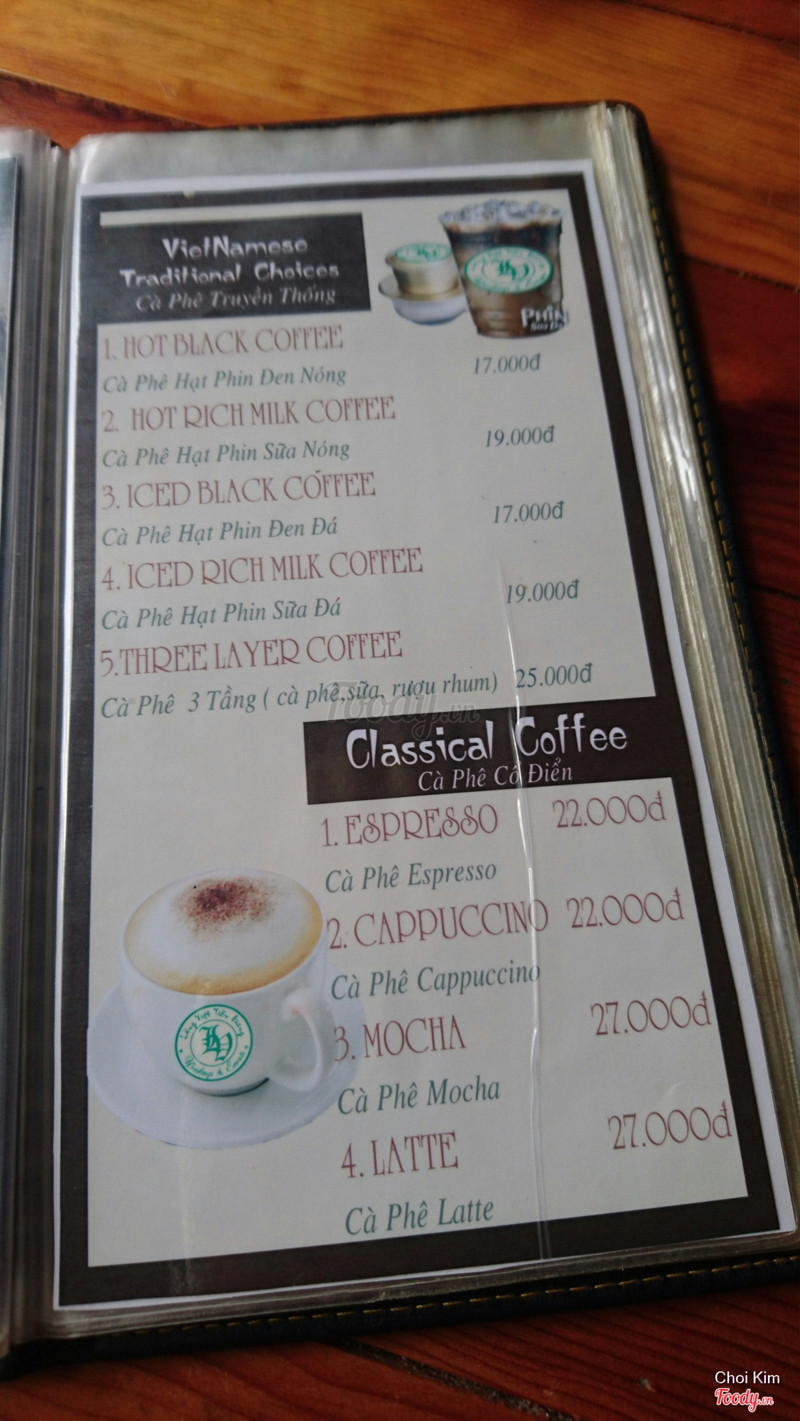 VietNamese
Traditional Choices
Cà Phê Truyền Thống
PHIN
1. HOT BLACK COFFEE
Cà Phê Hạt Phin Đen Nóng 17.000đ
2. HOT RICH MILK COFFEE
Cà Phê Hạt Phin Sữa Nóng 19.000đ
3. ICED BLACK COFFEE
Cà Phê Hạt Phin Đen Đá 17.000đ
4. ICED RICH MILK COFFEE
Cà Phê Hạt Phin Sữa Đá 19.000đ
5.THREE LAYER COFFEE
Cà Phê 3 Tầng ( cà phê,sữa, rượu rhum) 25.000đ
Foody.vn
Classical Coffee
Cà Phê Cổ Điển
1. ESPRESSO 22.000đ
Cà Phê Espresso
2. CAPPUCCINO 22.000đ
Cà Phê Cappuccino
3. MOCHA 27.000đ
Cà Phê Mocha
4. LATTE 27.000đ
Cà Phê Latte
Choi Kim
Foody.vn